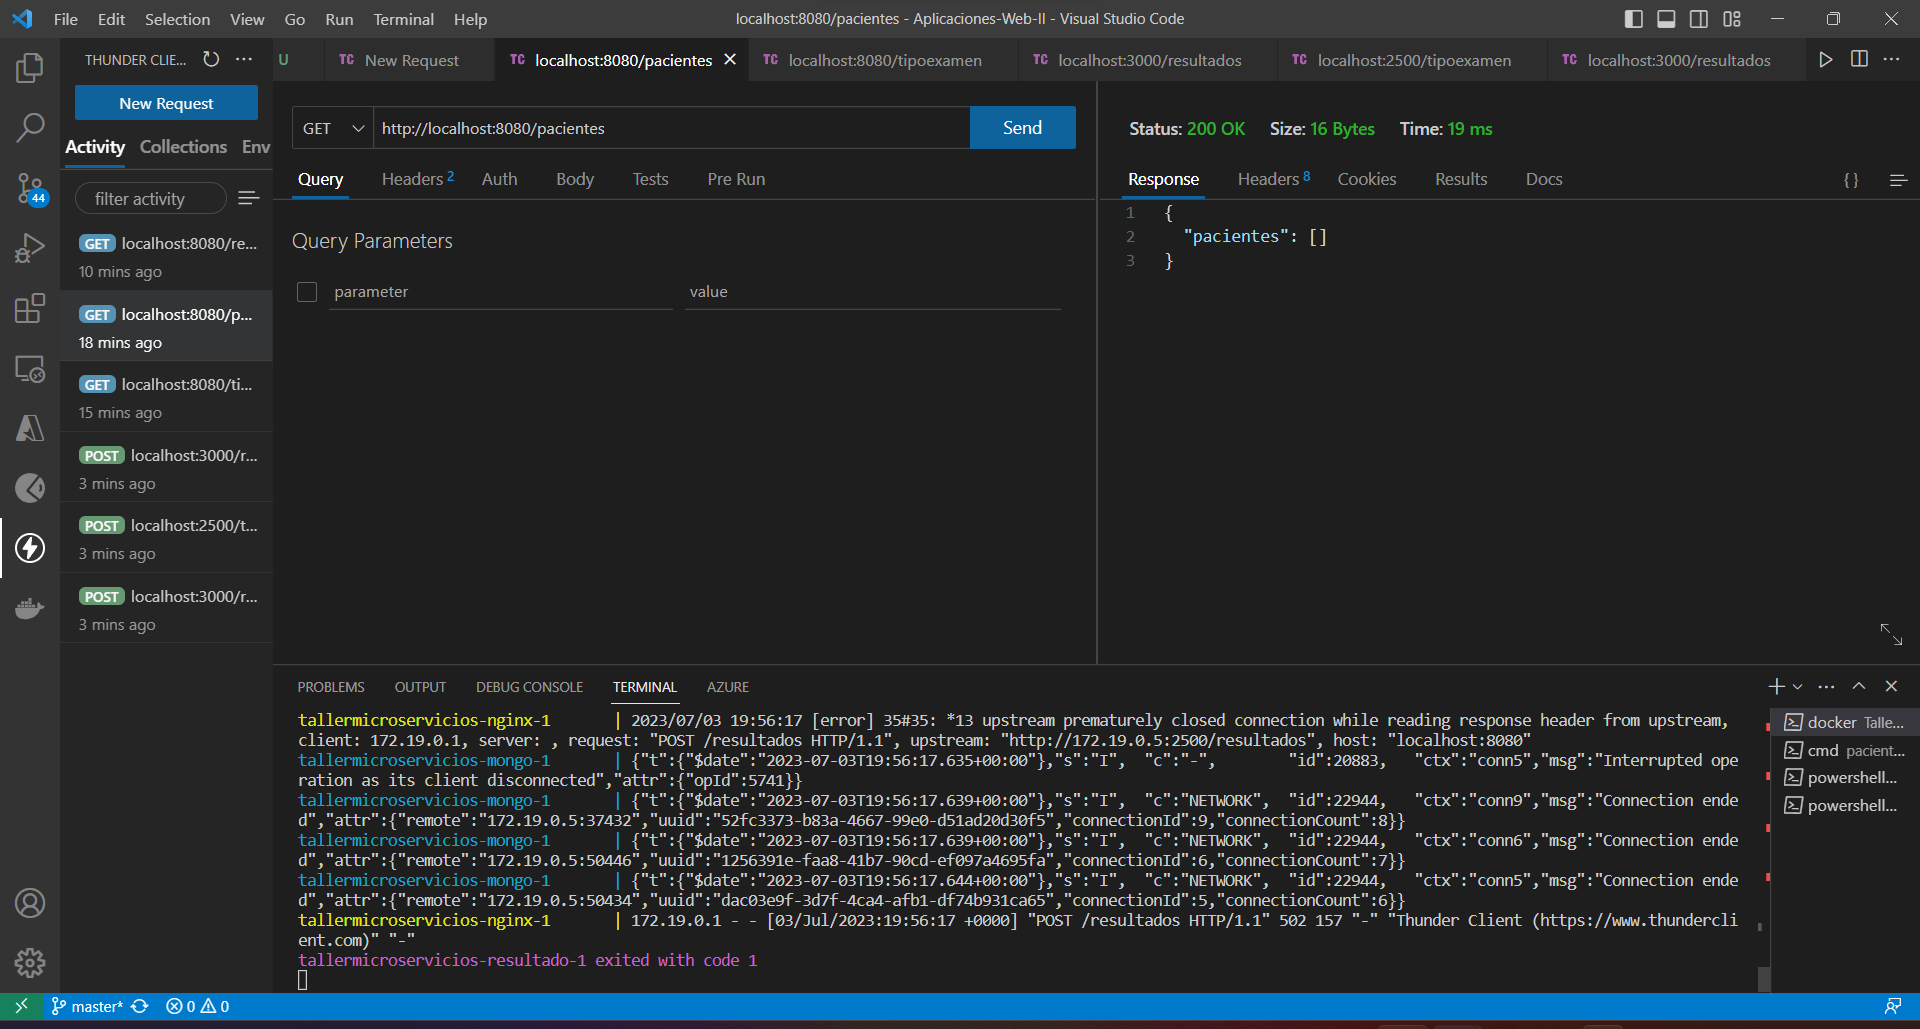 File Edit Selection View Go Run Terminal Help
localhost:8080/pacientes - Aplicaciones-Web-II - Visual Studio Code
THUNDER CLIE...
U
TC New Request
TC localhost:8080/pacientes
TC localhost:8080/tipoexamen
TC localhost:3000/resultados
TC localhost:2500/tipoexamen
TC localhost:3000/resultados
New Request
Activity Collections Env
filter activity
44
GET localhost:8080/re...
10 mins ago
GET localhost:8080/p...
18 mins ago
GET localhost:8080/ti...
15 mins ago
POST localhost:3000/r...
3 mins ago
POST localhost:2500/t...
3 mins ago
POST localhost:3000/r...
3 mins ago
GET http://localhost:8080/pacientes Send
Query Headers 2 Auth Body Tests Pre Run
Query Parameters
parameter value
Status: 200 OK Size: 16 Bytes Time: 19 ms
Response Headers 8 Cookies Results Docs
{ }
1 {
2 "pacientes": []
3 }
PROBLEMS OUTPUT DEBUG CONSOLE TERMINAL AZURE
tallermicroservicios-nginx-1 | 2023/07/03 19:56:17 [error] 35#35: *13 upstream prematurely closed connection while reading response header from upstream,
client: 172.19.0.1, server: , request: "POST /resultados HTTP/1.1", upstream: "http://172.19.0.5:2500/resultados", host: "localhost:8080"
tallermicroservicios-mongo-1 | {"t":{"$date":"2023-07-03T19:56:17.635+00:00"},"s":"I", "c":"-", "id":20883, "ctx":"conn5","msg":"Interrupted ope
ration as its client disconnected","attr":{"opId":5741}}
tallermicroservicios-mongo-1 | {"t":{"$date":"2023-07-03T19:56:17.639+00:00"},"s":"I", "c":"NETWORK", "id":22944, "ctx":"conn9","msg":"Connection ende
d","attr":{"remote":"172.19.0.5:37432","uuid":"52fc3373-b83a-4667-99e0-d51ad20d30f5","connectionId":9,"connectionCount":8}}
tallermicroservicios-mongo-1 | {"t":{"$date":"2023-07-03T19:56:17.639+00:00"},"s":"I", "c":"NETWORK", "id":22944, "ctx":"conn6","msg":"Connection ende
d","attr":{"remote":"172.19.0.5:50446","uuid":"1256391e-faa8-41b7-90cd-ef097a4695fa","connectionId":6,"connectionCount":7}}
tallermicroservicios-mongo-1 | {"t":{"$date":"2023-07-03T19:56:17.644+00:00"},"s":"I", "c":"NETWORK", "id":22944, "ctx":"conn5","msg":"Connection ende
d","attr":{"remote":"172.19.0.5:50434","uuid":"dac03e9f-3d7f-4ca4-afb1-df74b931ca65","connectionId":5,"connectionCount":6}}
tallermicroservicios-nginx-1 | 172.19.0.1 - - [03/Jul/2023:19:56:17 +0000] "POST /resultados HTTP/1.1" 502 157 "-" "Thunder Client (https://www.thundercli
ent.com)" "-"
tallermicroservicios-resultado-1 exited with code 1
docker Talle...
cmd pacient...
powershell...
powershell...
master* 0 0